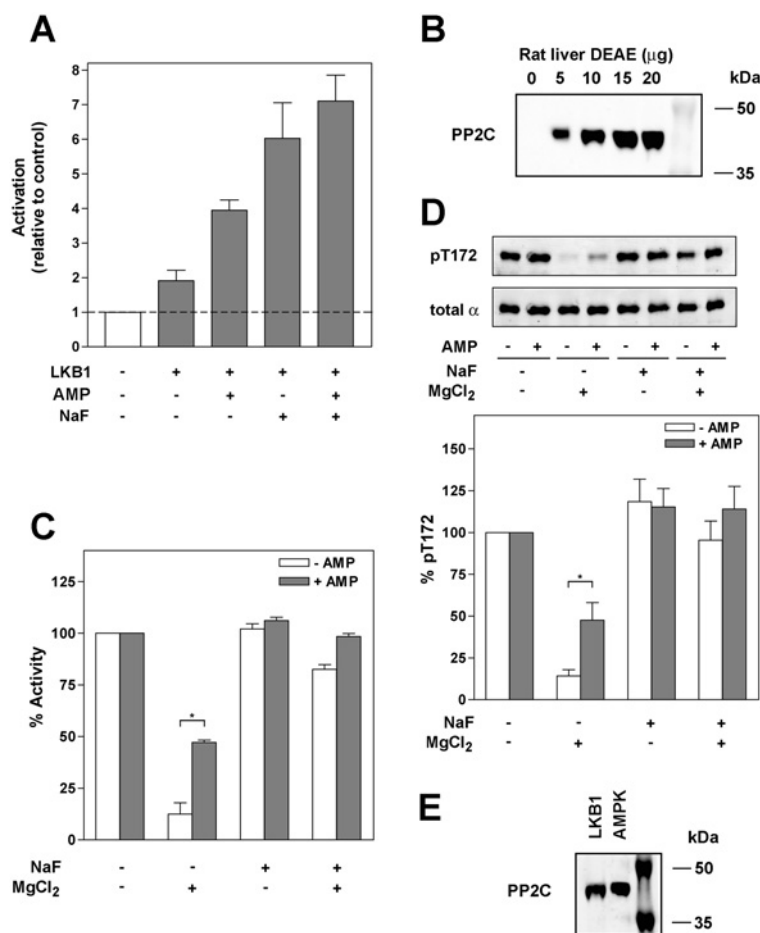 A
8
7
6
5
4
3
2
1
0
Activation
(relative to control)
LKB1 - + + + +
AMP - - + - +
NaF - - - + +
B
Rat liver DEAE (μg)
0 5 10 15 20 kDa
50
PP2C
35
C
- AMP
+ AMP
125
100
75
50
25
0
% Activity
*
NaF - - + +
MgCl2 - + - +
D
pT172
total α
AMP - + - + - + - +
NaF - - + +
MgCl2 - + - +
- AMP
+ AMP
150
125
100
75
50
25
0
% pT172
*
NaF - - + +
MgCl2 - + - +
E
LKB1
AMPK
kDa
50
PP2C
35